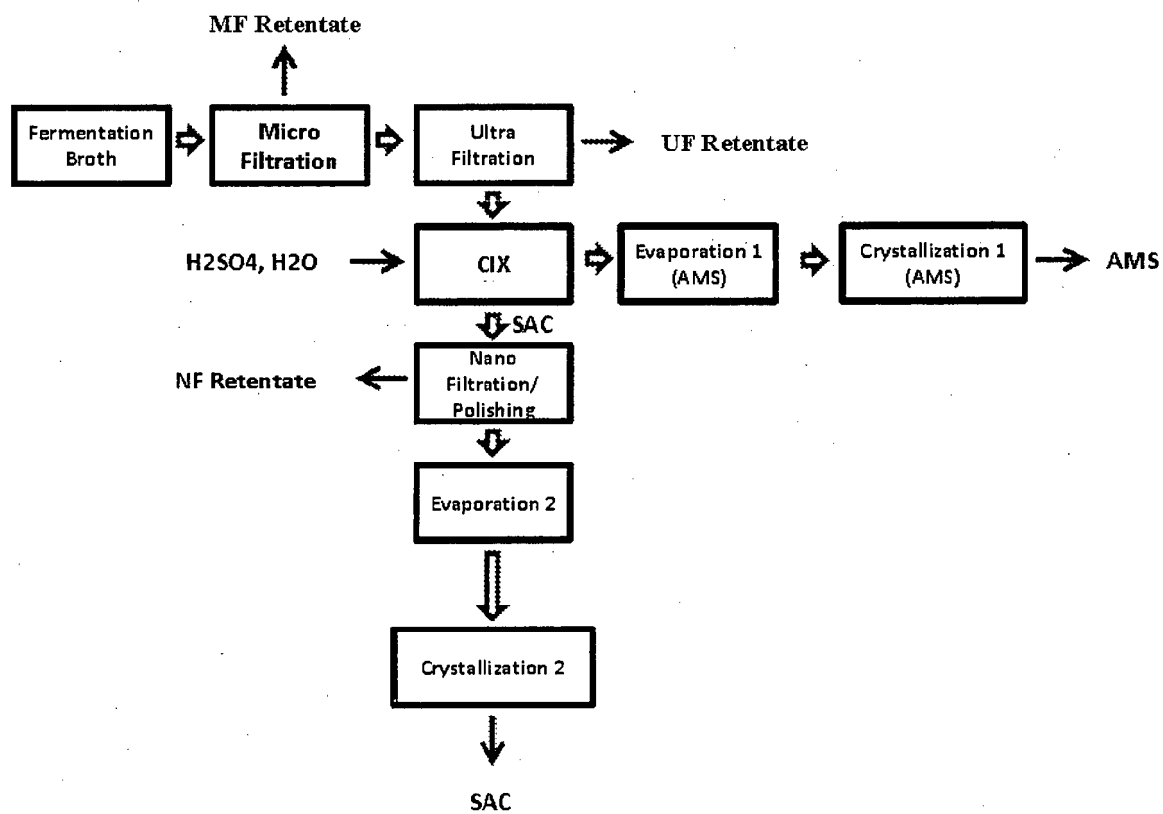 MF Retentate
Fermentation
Broth
Micro
Filtration
Ultra
Filtration
UF Retentate
H2SO4, H2O
CIX
Evaporation 1
(AMS)
Crystallization 1
(AMS)
AMS
SAC
NF Retentate
Nano
Filtration/
Polishing
Evaporation 2
Crystallization 2
SAC